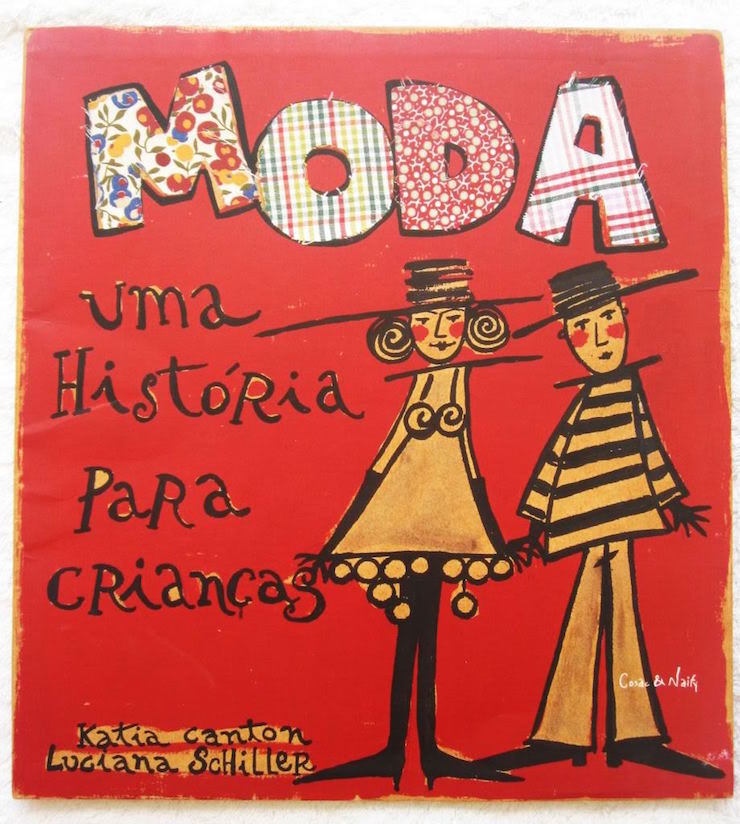 MODA
uma
História
para
crianças
Cosac & Naify
Katia Canton
Luciana Schiller